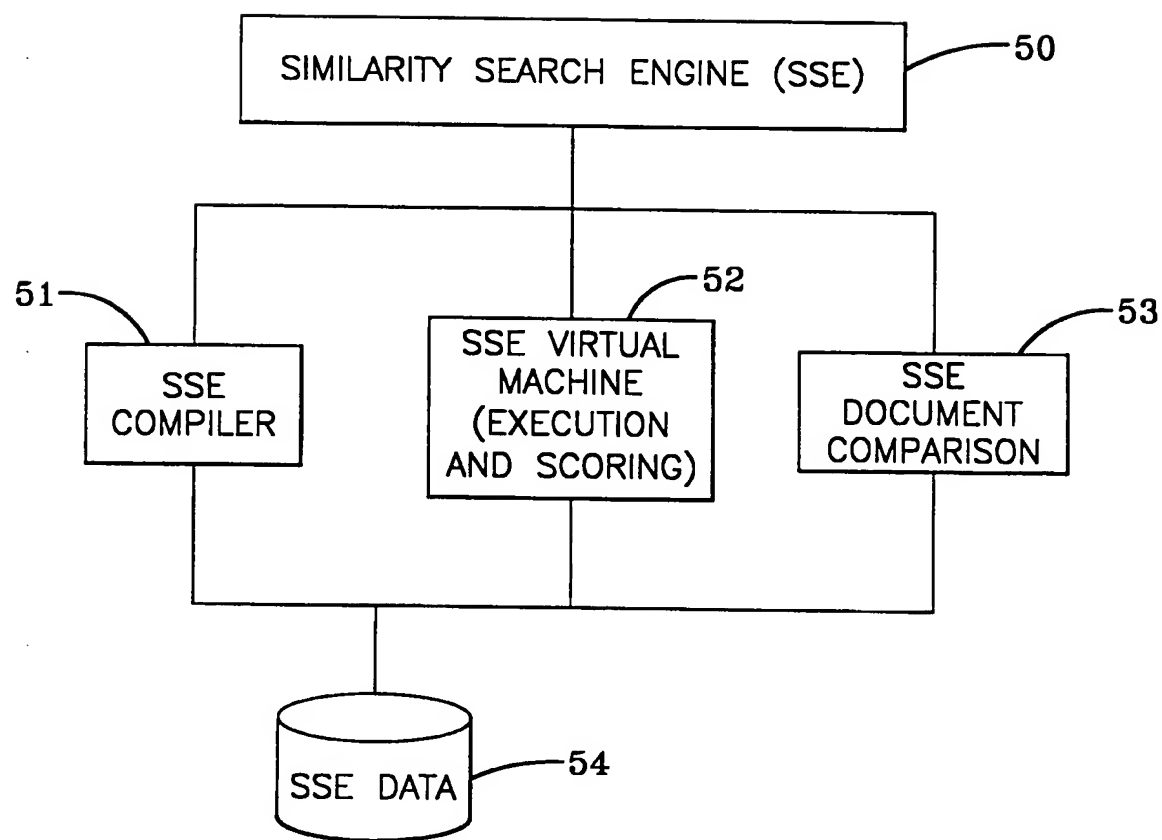 50
SIMILARITY SEARCH ENGINE (SSE)
51
52
53
SSE
COMPILER
SSE VIRTUAL
MACHINE
(EXECUTION
AND SCORING)
SSE
DOCUMENT
COMPARISON
SSE DATA
54